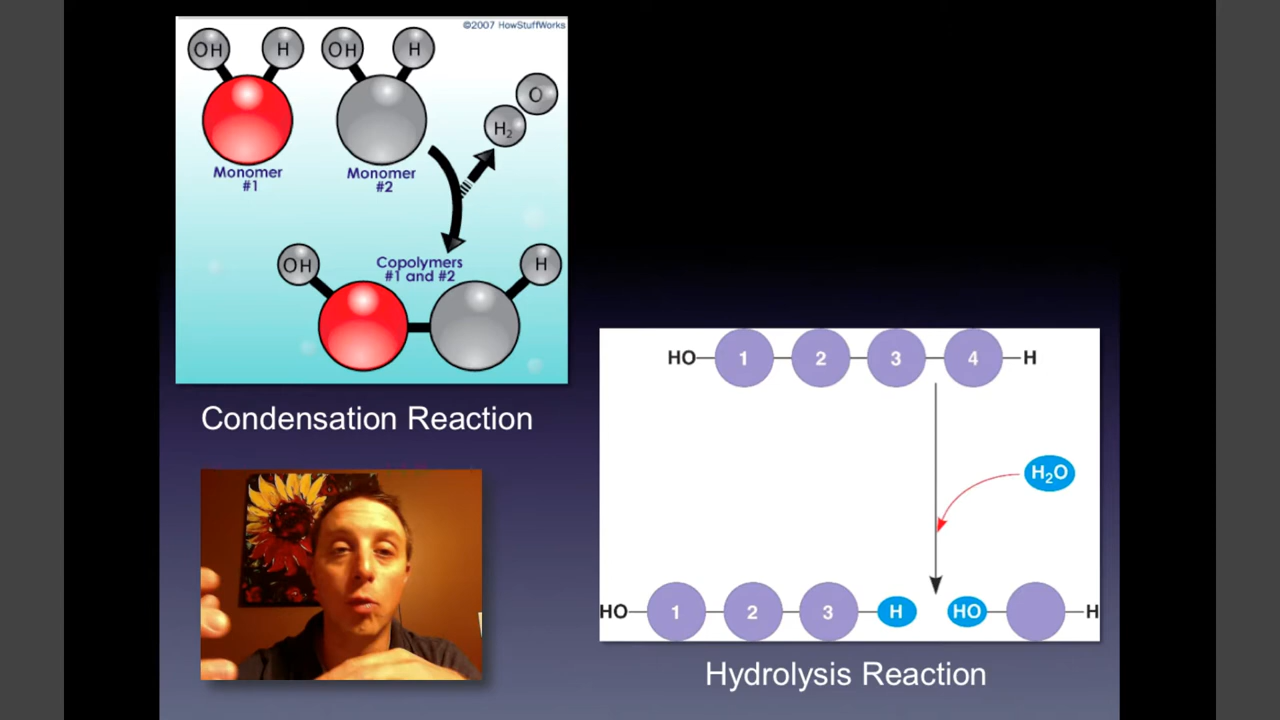 ©2007 HowStuffWorks
OH H OH H
O
H₂
Monomer Monomer
#1 #2
Copolymers
#1 and #2
OH H
Condensation Reaction
HO 1 2 3 4 H
H₂O
HO 1 2 3 H HO H
Hydrolysis Reaction